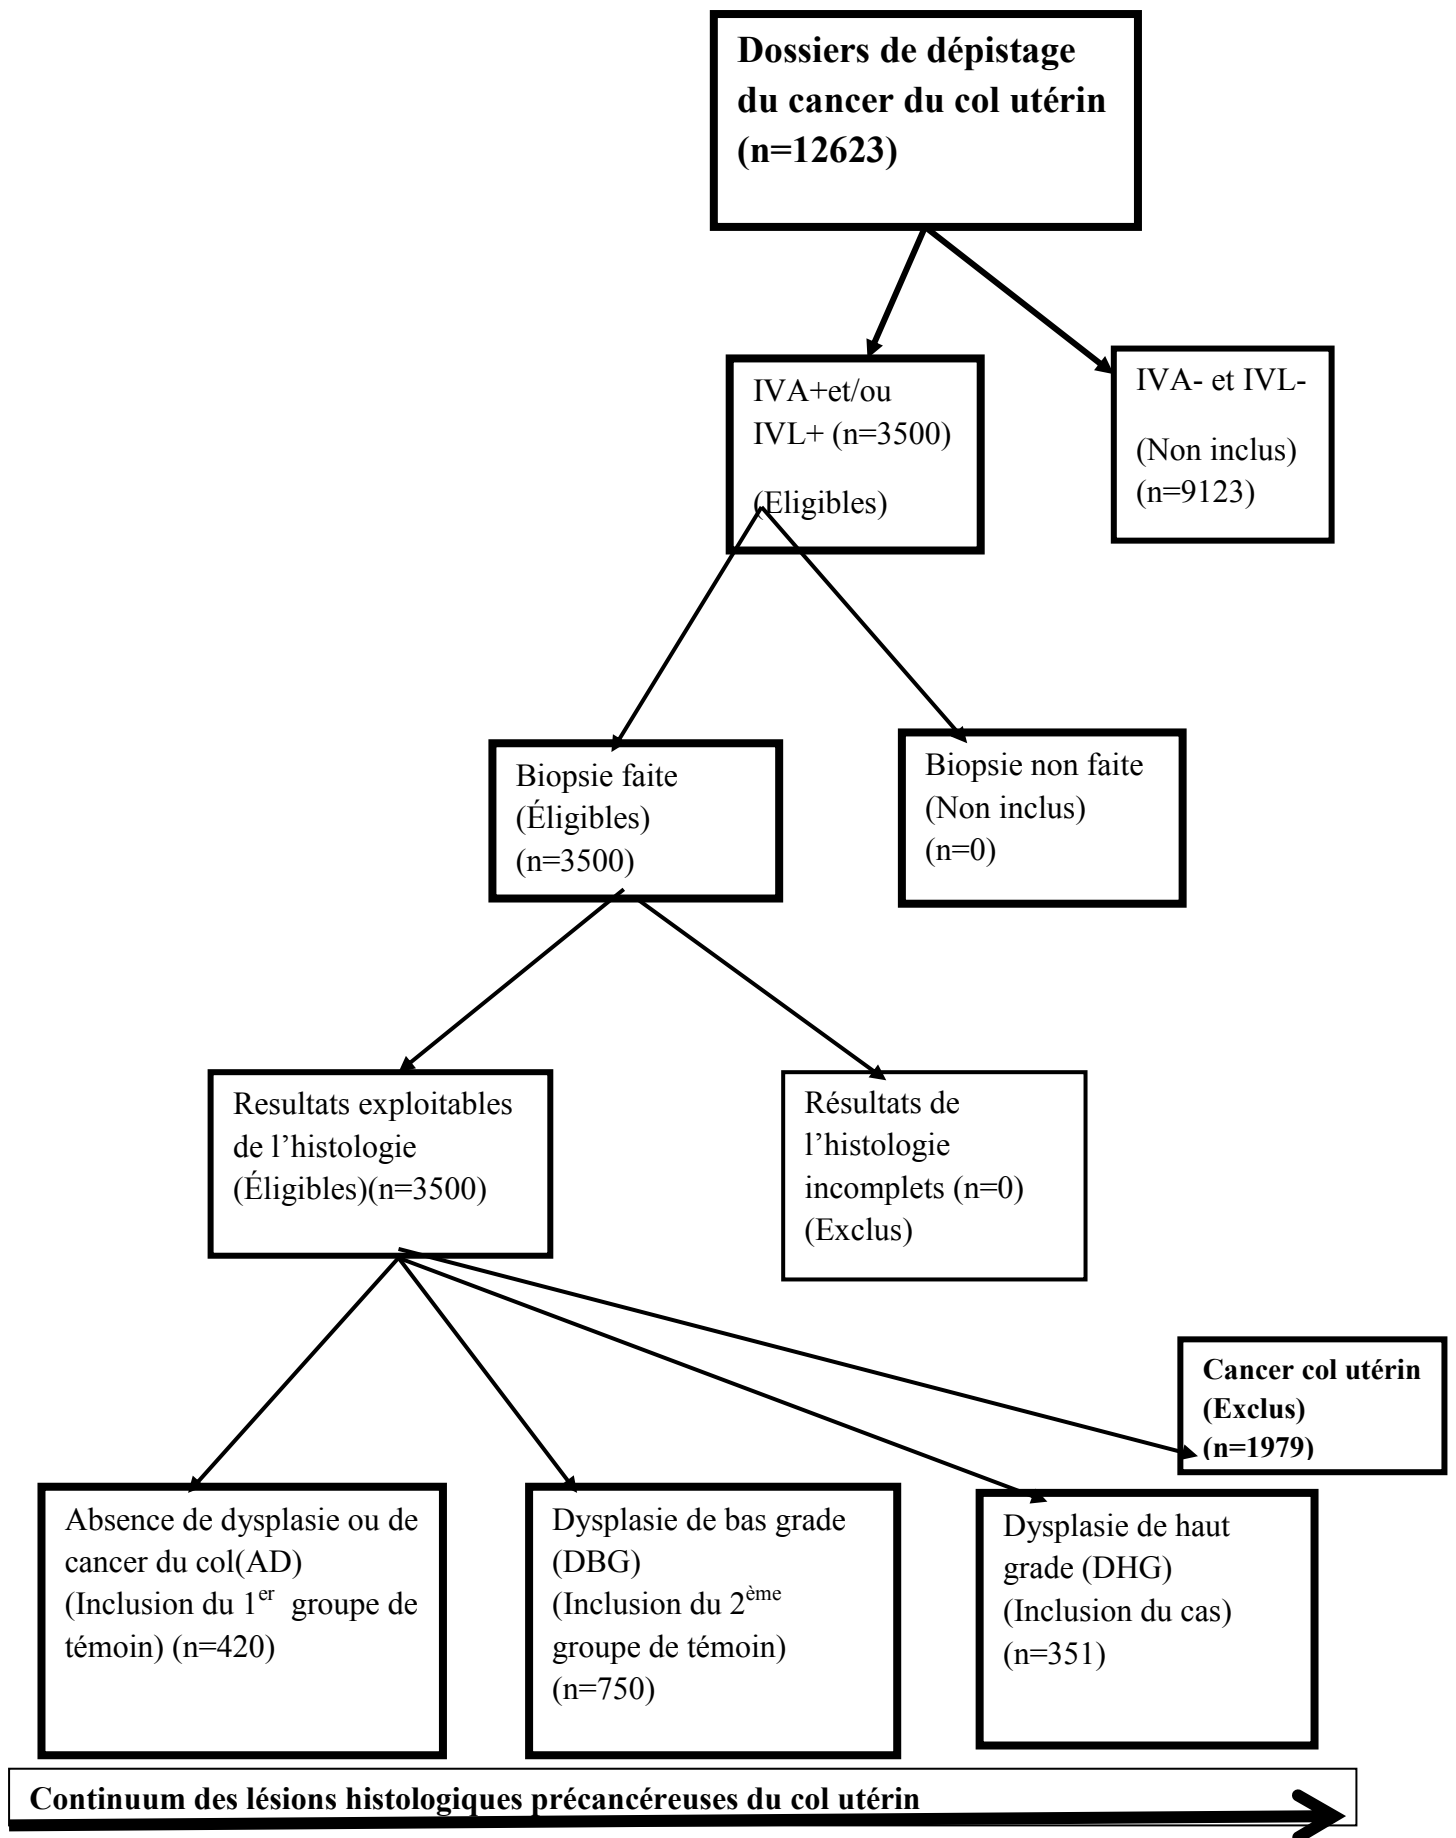 Dossiers de dépistage
du cancer du col utérin
(n=12623)
IVA+et/ou
IVL+ (n=3500)
(Eligibles)
IVA- et IVL-
(Non inclus)
(n=9123)
Biopsie faite
(Éligibles)
(n=3500)
Biopsie non faite
(Non inclus)
(n=0)
Resultats exploitables
de l’histologie
(Éligibles)(n=3500)
Résultats de
l’histologie
incomplets (n=0)
(Exclus)
Cancer col utérin
(Exclus)
(n=1979)
Absence de dysplasie ou de
cancer du col(AD)
(Inclusion du 1er groupe de
témoin) (n=420)
Dysplasie de bas grade
(DBG)
(Inclusion du 2ème
groupe de témoin)
(n=750)
Dysplasie de haut
grade (DHG)
(Inclusion du cas)
(n=351)
Continuum des lésions histologiques précancéreuses du col utérin